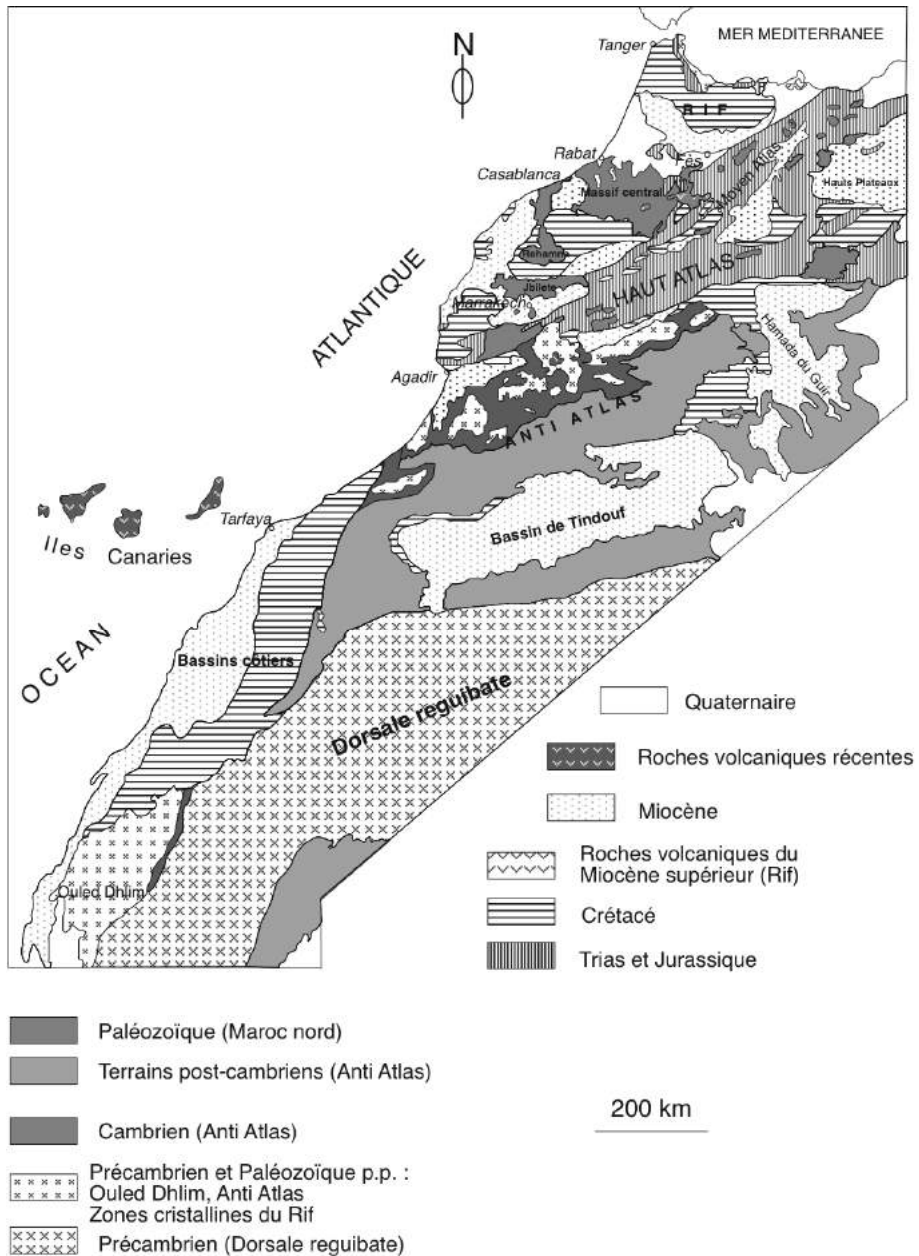 MER MEDITERRANEE
Tanger
N
RIF
Rabat
Fès
Casablanca
Massif central
Moyen Atlas
Hauts Plateaux
Rehamna
Jbilete
HAUT ATLAS
Marrakech
ATLANTIQUE
Hamada du Guir
Agadir
ANTI ATLAS
Tarfaya
Bassin de Tindouf
Iles Canaries
OCEAN
Bassins côtiers
Dorsale reguibate
Ouled Dhlim
Quaternaire
Roches volcaniques récentes
Miocène
Roches volcaniques du
Miocène supérieur (Rif)
Crétacé
Trias et Jurassique
Paléozoïque (Maroc nord)
Terrains post-cambriens (Anti Atlas)
200 km
Cambrien (Anti Atlas)
Précambrien et Paléozoïque p.p. :
Ouled Dhlim, Anti Atlas
Zones cristallines du Rif
Précambrien (Dorsale reguibate)